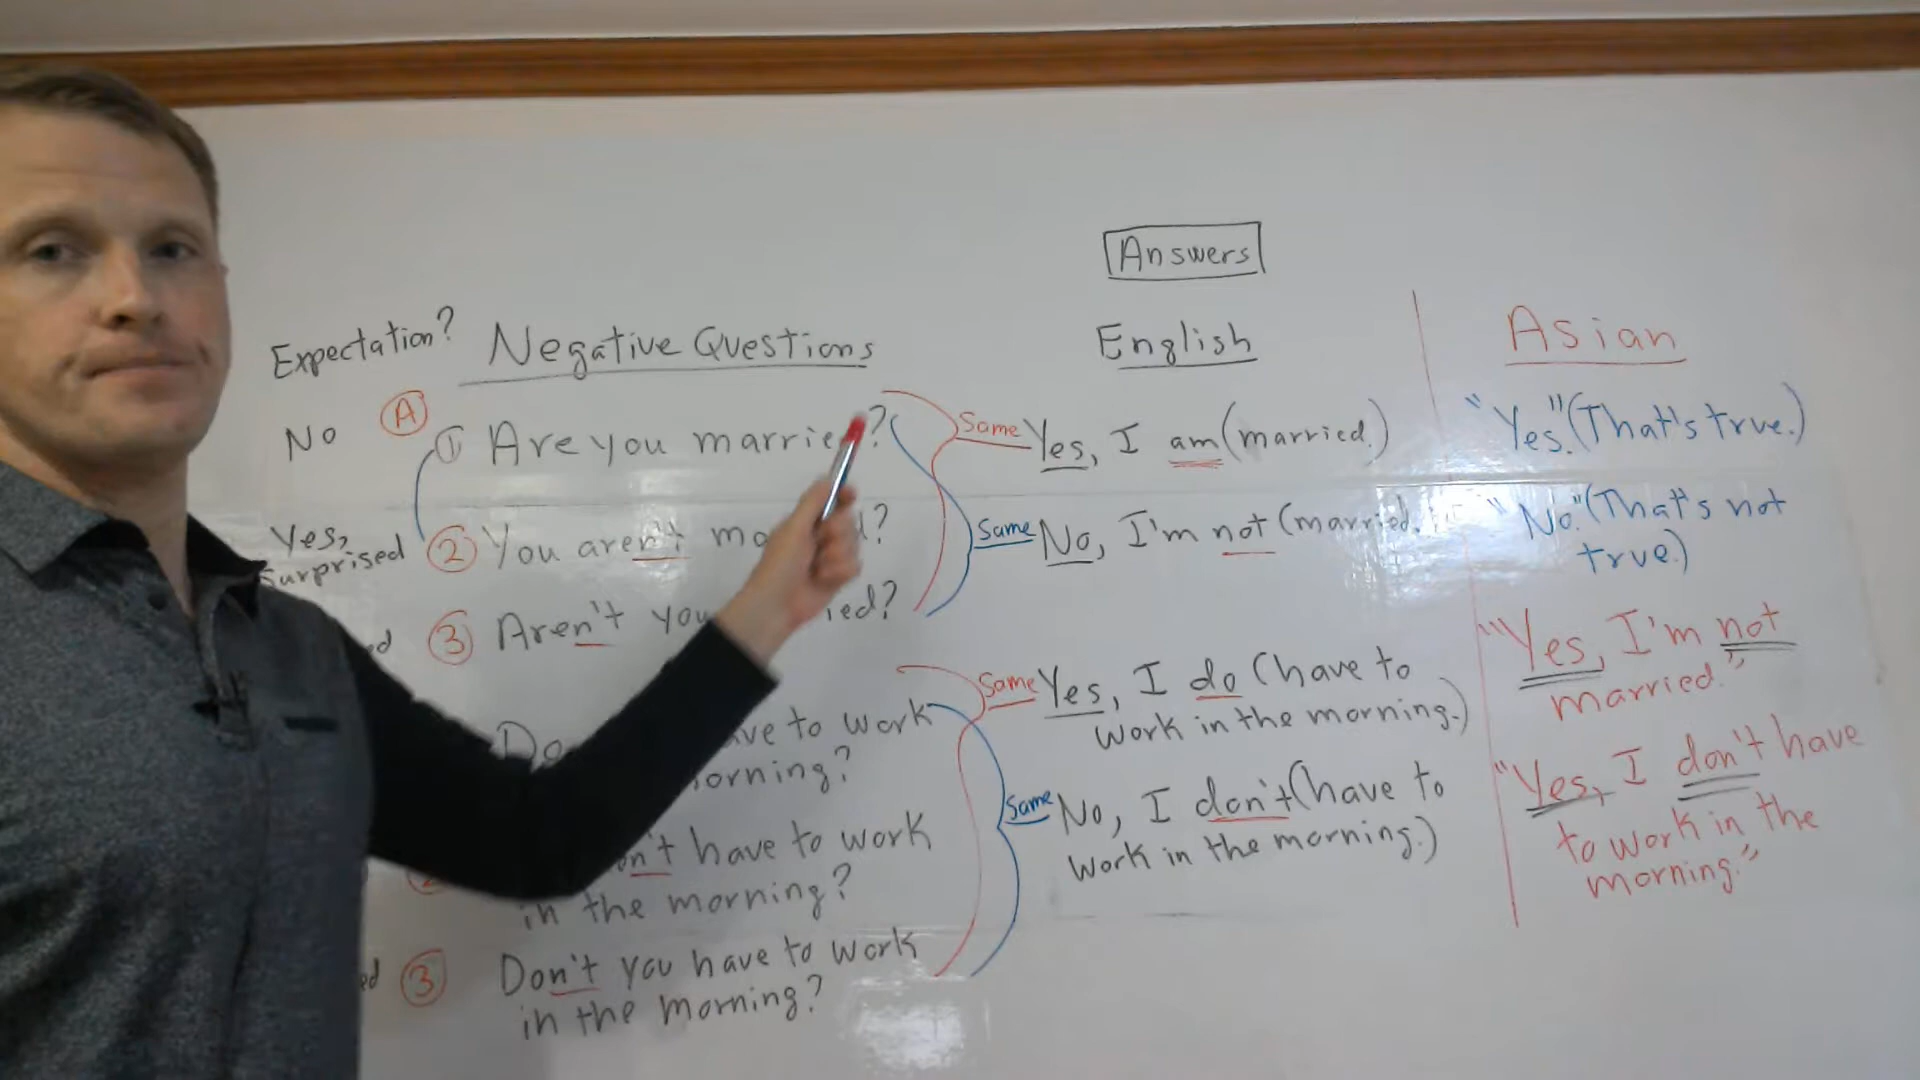 Answers
Expectation? Negative Questions English Asian
No A ① Are you married? Same Yes, I am (married.) "Yes." (That's true.)
Yes, surprised ② You aren't ? Same No, I'm not (married. "No." (That's not true.)
③ Aren't you
"Yes, I'm not
married."
have to work
morning?
Same Yes, I do (have to
work in the morning.)
have to work
in the morning?
Same No, I don't (have to
work in the morning.)
"Yes, I don't have
to work in the
morning."
③ Don't you have to work
in the morning?